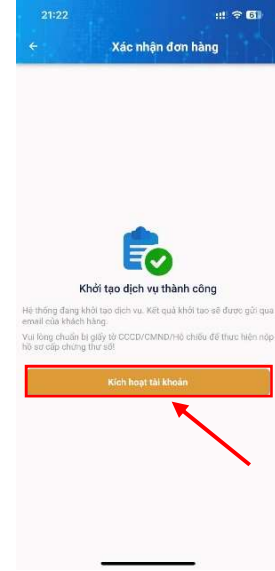 21:22
61
Xác nhận đơn hàng
Khởi tạo dịch vụ thành công
Hệ thống đang khởi tạo dịch vụ. Kết quả khởi tạo sẽ được gửi qua
email của khách hàng.
Vui lòng chuẩn bị giấy tờ CCCD/CMND/Hộ chiếu để thực hiện nộp
hồ sơ cấp chứng thư số!
Kích hoạt tài khoản